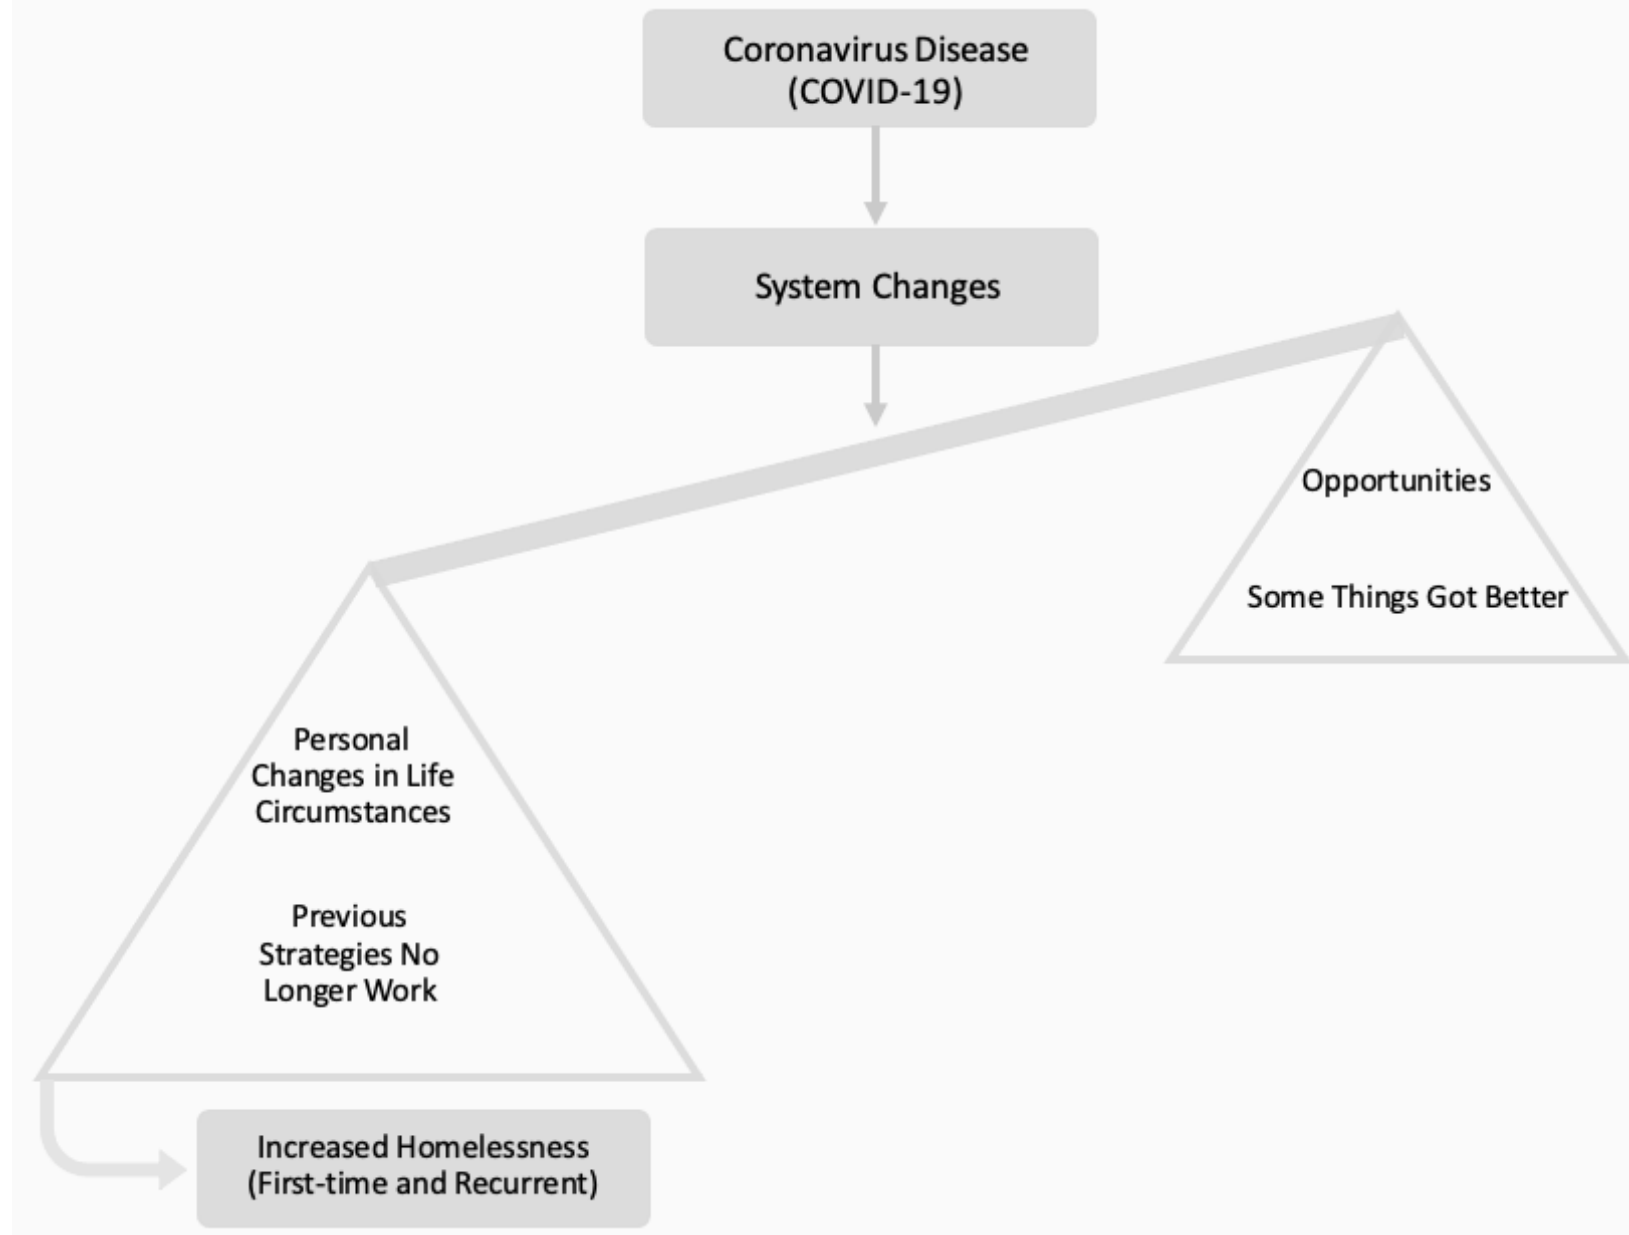 Coronavirus Disease
(COVID-19)
System Changes
Opportunities
Some Things Got Better
Personal
Changes in Life
Circumstances
Previous
Strategies No
Longer Work
Increased Homelessness
(First-time and Recurrent)